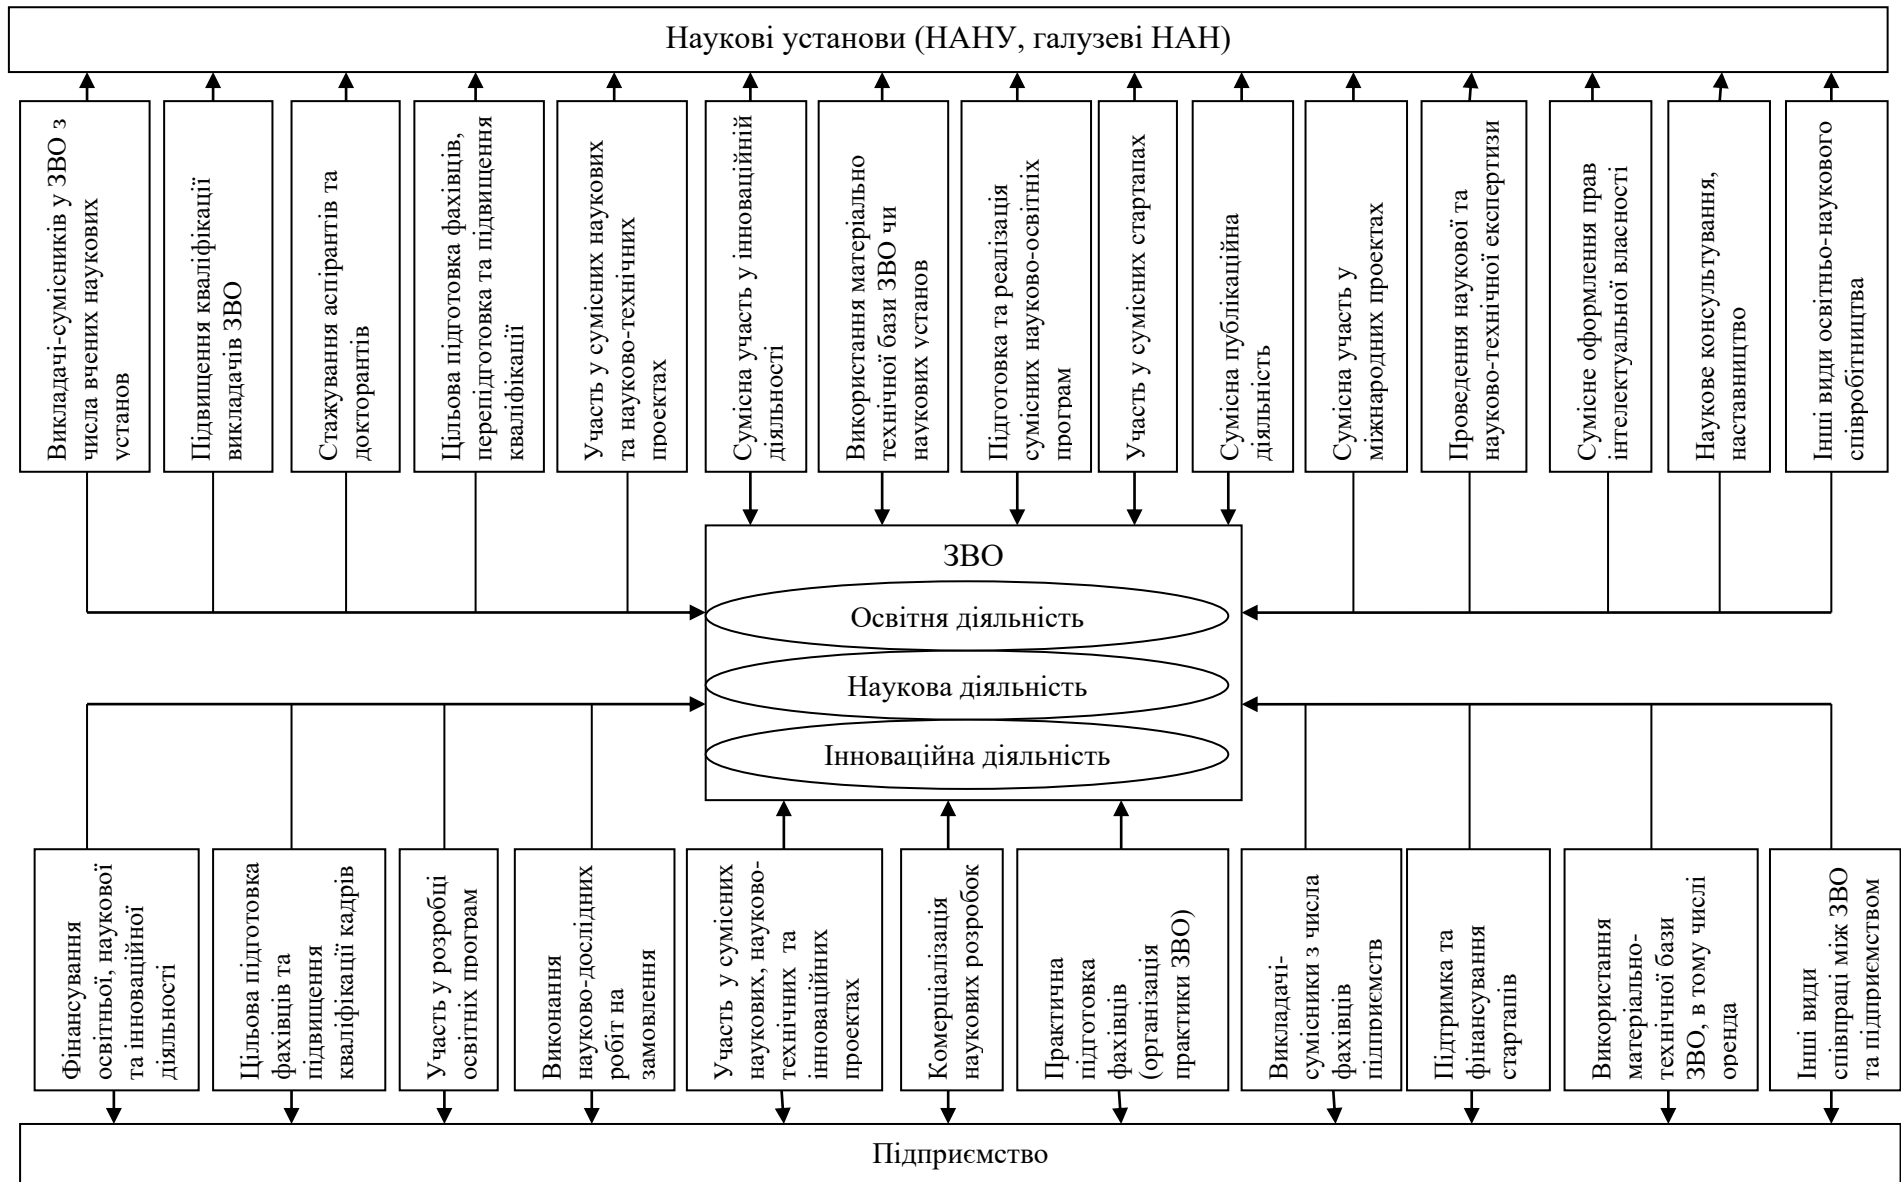 Наукові установи (НАНУ, галузеві НАН)
Викладачі-сумісників у ЗВО з
числа вчених наукових
установ
Підвищення кваліфікації
викладачів ЗВО
Стажування аспірантів та
докторантів
Цільова підготовка фахівців,
перепідготовка та підвищення
кваліфікації
Участь у сумісних наукових
та науково-технічних
проектах
Сумісна участь у інноваційній
діяльності
Використання матеріально
технічної бази ЗВО чи
наукових установ
Підготовка та реалізація
сумісних науково-освітніх
програм
Участь у сумісних стартапах
Сумісна публікаційна
діяльність
Сумісна участь у
міжнародних проектах
Проведення наукової та
науково-технічної експертизи
Сумісне оформлення прав
інтелектуальної власності
Наукове консультування,
наставництво
Інші види освітньо-наукового
співробітництва
ЗВО
Освітня діяльність
Наукова діяльність
Інноваційна діяльність
Фінансування
освітньої, наукової
та інноваційної
діяльності
Цільова підготовка
фахівців та
підвищення
кваліфікації кадрів
Участь у розробці
освітніх програм
Виконання
науково-дослідних
робіт на
замовлення
Участь у сумісних
наукових, науково-
технічних та
інноваційних
проектах
Комерціалізація
наукових розробок
Практична
підготовка
фахівців
(організація
практики ЗВО)
Викладачі-
сумісники з числа
фахівців
підприємств
Підтримка та
фінансування
стартапів
Використання
матеріально-
технічної бази
ЗВО, в тому числі
оренда
Інші види
співпраці між ЗВО
та підприємством
Підприємство